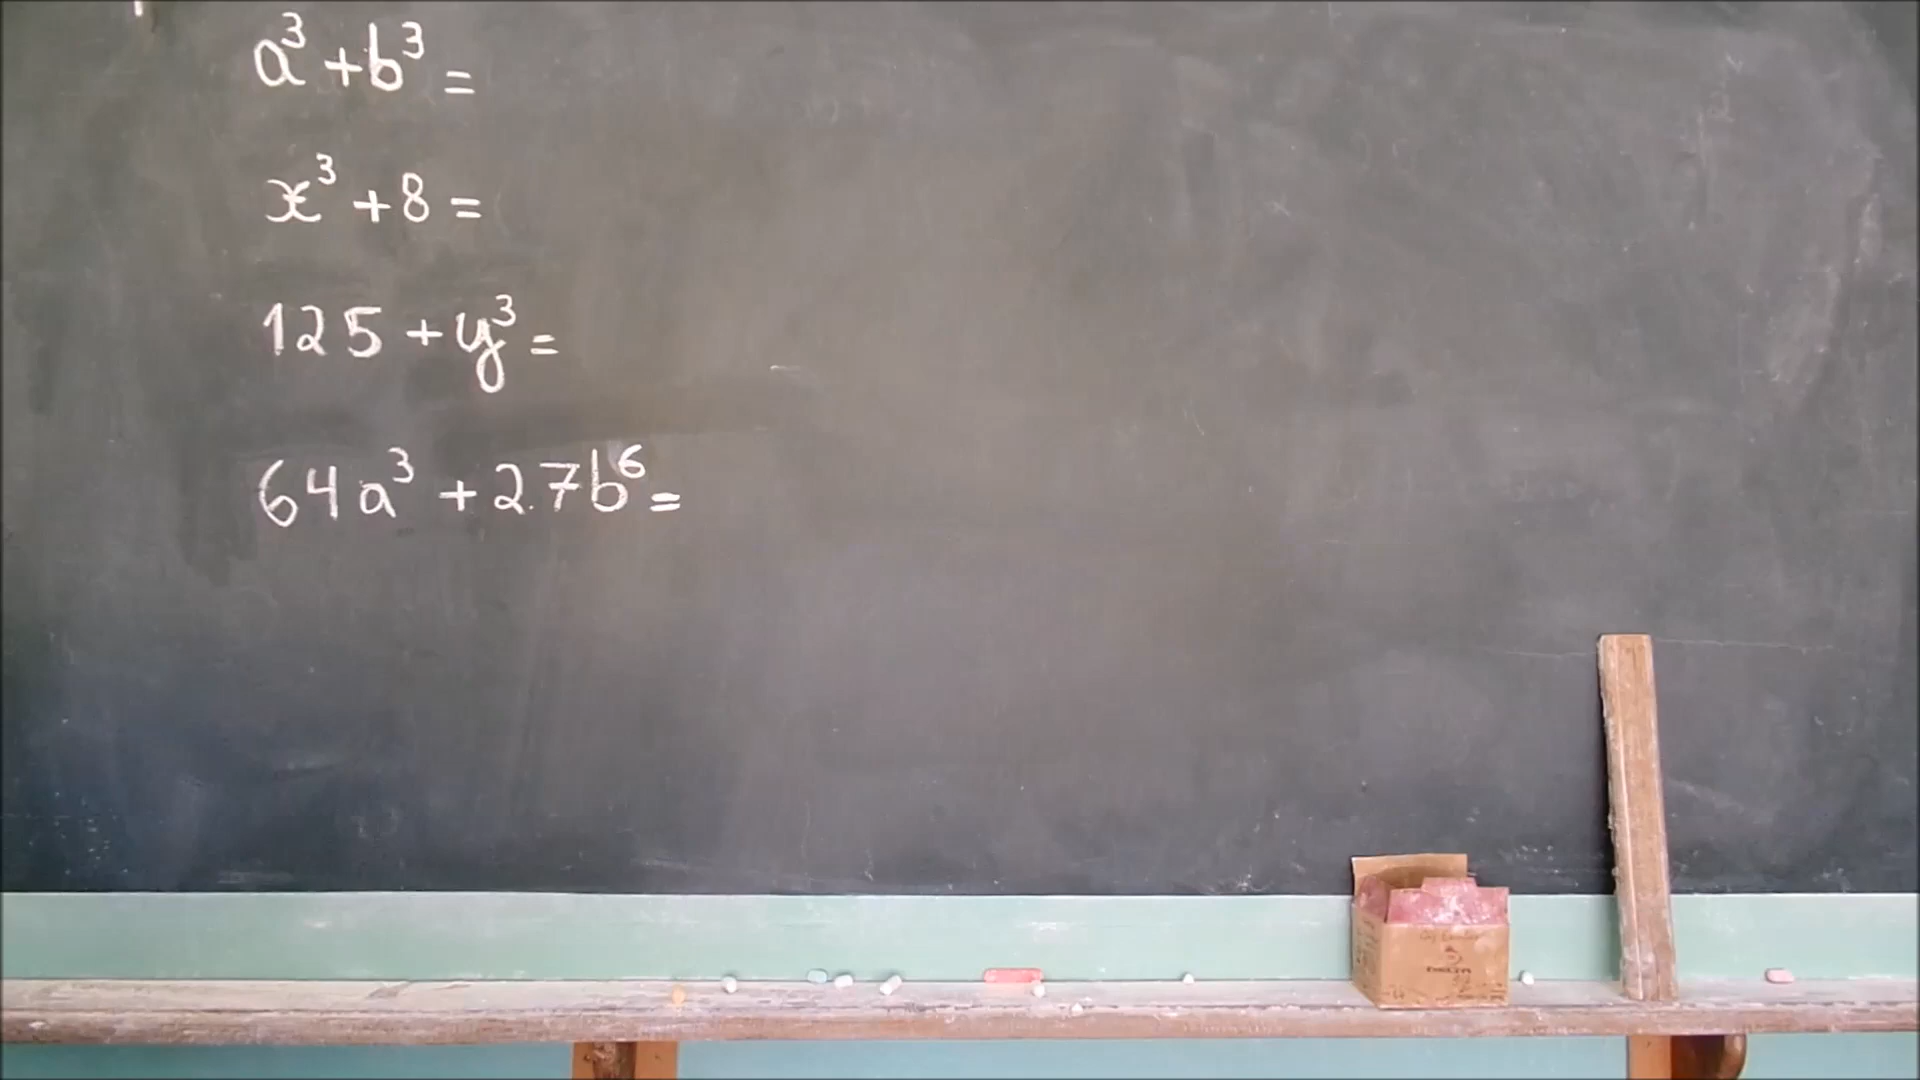 a³ + b³ =
x³ + 8 =
125 + y³ =
64a³ + 27b⁶ =